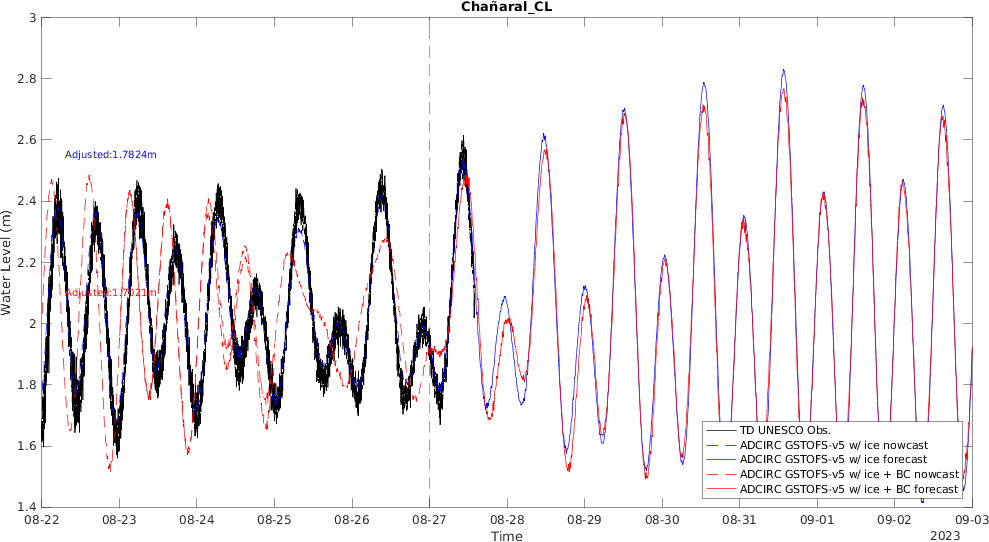 Chañaral_CL
3
2.8
2.6
2.4
2.2
2
1.8
1.6
1.4
Water Level (m)
Adjusted:1.7824m
Adjusted:1.7021m
TD UNESCO Obs.
ADCIRC GSTOFS-v5 w/ ice nowcast
ADCIRC GSTOFS-v5 w/ ice forecast
ADCIRC GSTOFS-v5 w/ ice + BC nowcast
ADCIRC GSTOFS-v5 w/ ice + BC forecast
08-22 08-23 08-24 08-25 08-26 08-27 08-28 08-29 08-30 08-31 09-01 09-02 09-03
Time
2023